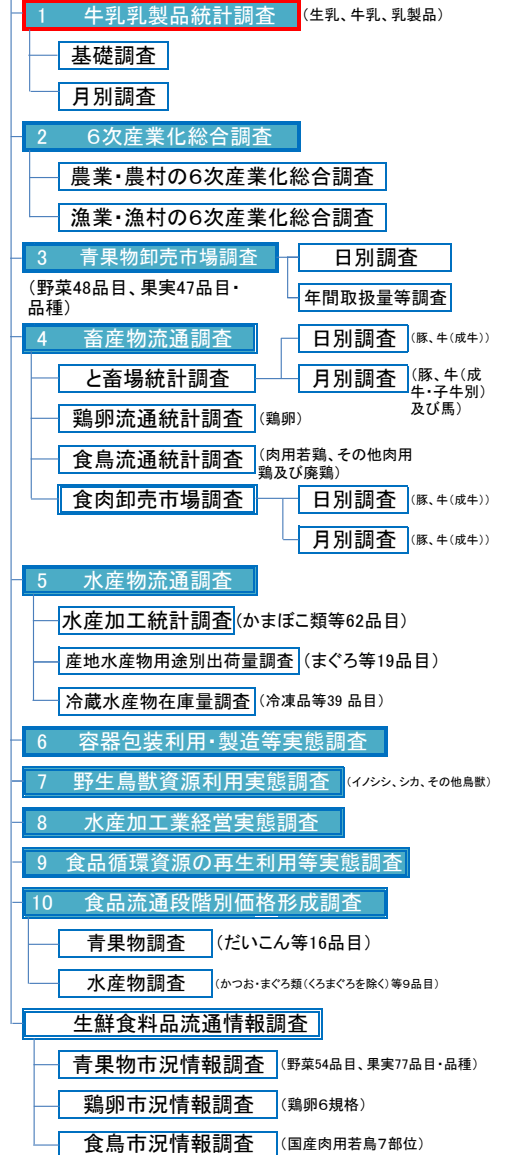 1 牛乳乳製品統計調査 (生乳、牛乳、乳製品)
基礎調査
月別調査
2 6次産業化総合調査
農業・農村の6次産業化総合調査
漁業・漁村の6次産業化総合調査
3 青果物卸売市場調査
日別調査
(野菜48品目、果実47品目・
品種)
年間取扱量等調査
4 畜産物流通調査
日別調査 (豚、牛(成牛))
と畜場統計調査
月別調査 (豚、牛(成
牛・子牛別)
及び馬)
鶏卵流通統計調査 (鶏卵)
食鳥流通統計調査 (肉用若鶏、その他肉用
鶏及び廃鶏)
食肉卸売市場調査
日別調査 (豚、牛(成牛))
月別調査 (豚、牛(成牛))
5 水産物流通調査
水産加工統計調査 (かまぼこ類等62品目)
産地水産物用途別出荷量調査 (まぐろ等19品目)
冷蔵水産物在庫量調査 (冷凍品等39 品目)
6 容器包装利用・製造等実態調査
7 野生鳥獣資源利用実態調査 (イノシシ、シカ、その他鳥獣)
8 水産加工業経営実態調査
9 食品循環資源の再生利用等実態調査
10 食品流通段階別価格形成調査
青果物調査 (だいこん等16品目)
水産物調査 (かつお・まぐろ類(くろまぐろを除く)等9品目)
生鮮食料品流通情報調査
青果物市況情報調査 (野菜54品目、果実77品目・品種)
鶏卵市況情報調査 (鶏卵6規格)
食鳥市況情報調査 (国産肉用若鳥7部位)